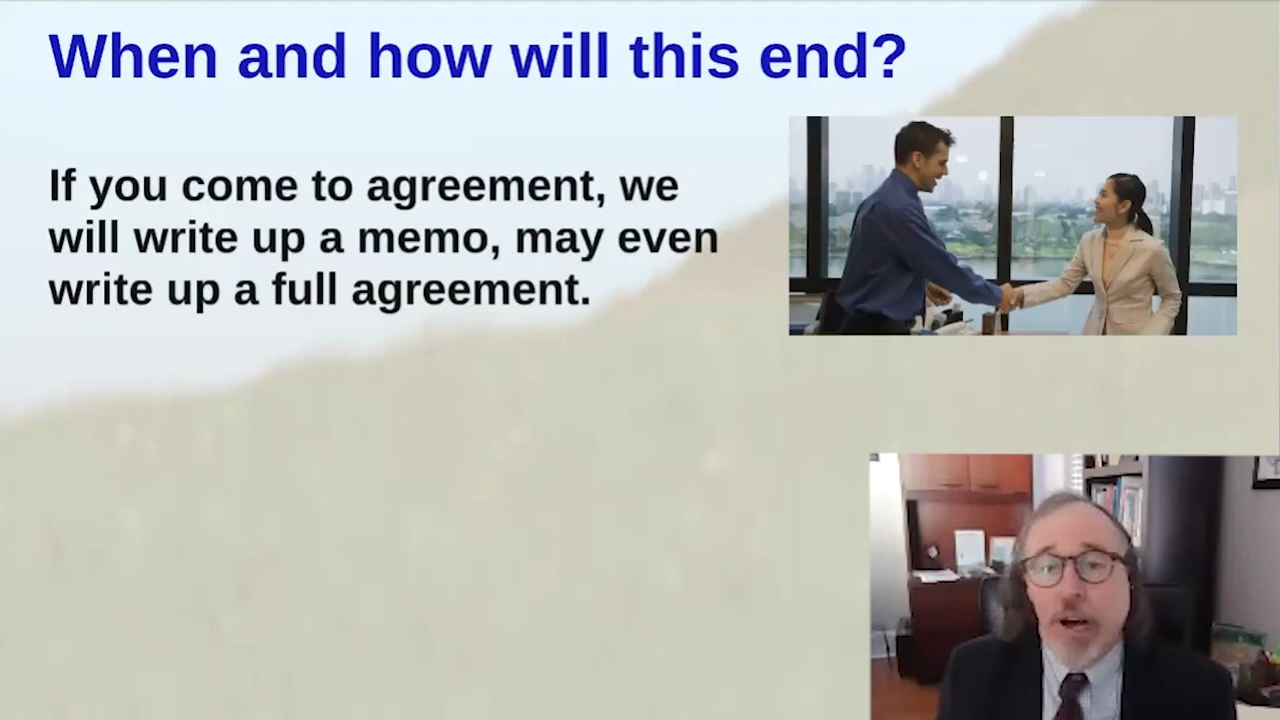 When and how will this end?
If you come to agreement, we
will write up a memo, may even
write up a full agreement.